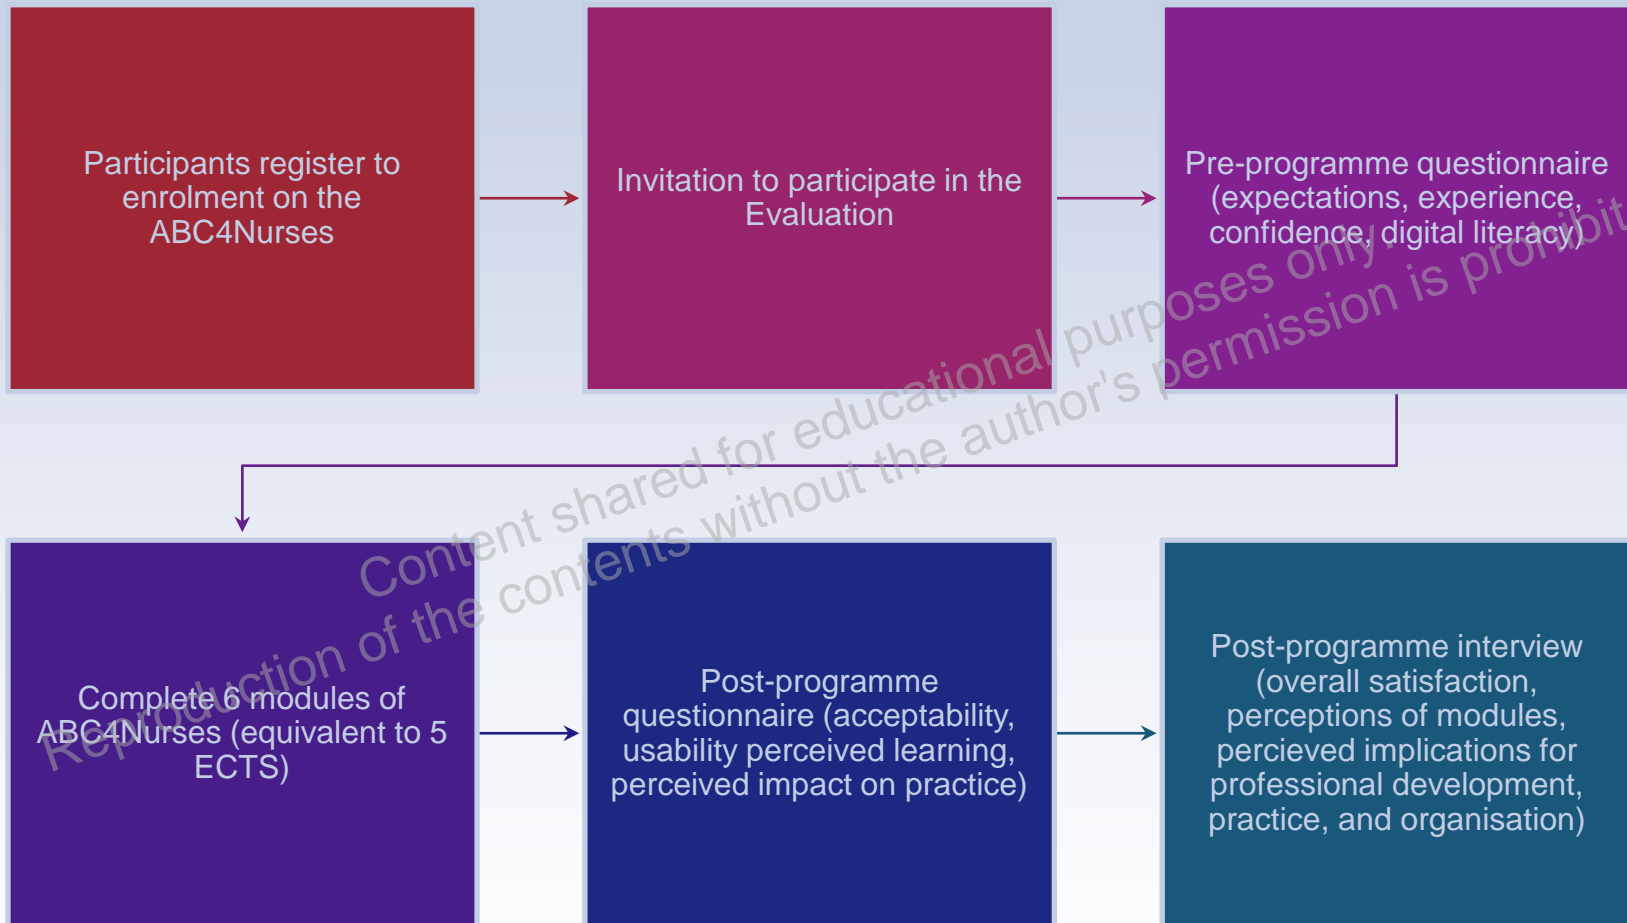 Participants register to
enrolment on the
ABC4Nurses
Invitation to participate in the
Evaluation
Pre-programme questionnaire
(expectations, experience,
confidence, digital literacy)
Complete 6 modules of
ABC4Nurses (equivalent to 5
ECTS)
Post-programme
questionnaire (acceptability,
usability perceived learning,
perceived impact on practice)
Post-programme interview
(overall satisfaction,
perceptions of modules,
percieved implications for
professional development,
practice, and organisation)
Content shared for educational purposes only.
Reproduction of the contents without the author's permission is prohibit